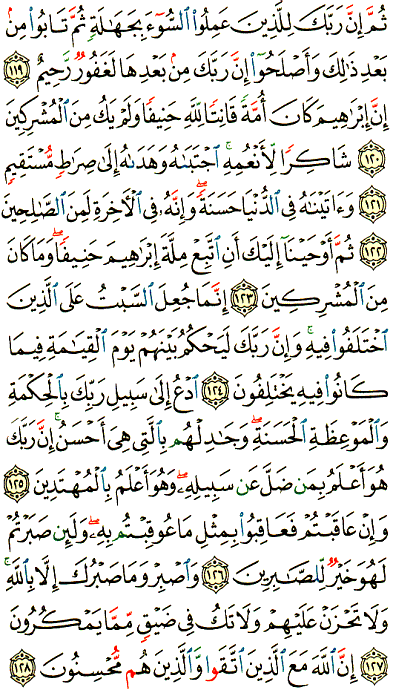 ثُمَّ إِنَّ رَبَّكَ لِلَّذِينَ عَمِلُوا۟ ٱلسُّوٓءَ بِجَهَٰلَةٍۢ ثُمَّ تَابُوا۟ مِنۢ
بَعْدِ ذَٰلِكَ وَأَصْلَحُوٓا۟ إِنَّ رَبَّكَ مِنۢ بَعْدِهَا لَغَفُورٌۭ رَّحِيمٌ ١١٩
إِنَّ إِبْرَٰهِيمَ كَانَ أُمَّةًۭ قَانِتًۭا لِّلَّهِ حَنِيفًۭا وَلَمْ يَكُ مِنَ ٱلْمُشْرِكِينَ
١٢٠ شَاكِرًۭا لِّأَنْعُمِهِ ۚ ٱجْتَبَىٰهُ وَهَدَىٰهُ إِلَىٰ صِرَٰطٍۢ مُّسْتَقِيمٍۢ
١٢١ وَءَاتَيْنَٰهُ فِى ٱلدُّنْيَا حَسَنَةًۭ ۖ وَإِنَّهُۥ فِى ٱلْءَاخِرَةِ لَمِنَ ٱلصَّٰلِحِينَ
١٢٢ ثُمَّ أَوْحَيْنَآ إِلَيْكَ أَنِ ٱتَّبِعْ مِلَّةَ إِبْرَٰهِيمَ حَنِيفًۭا ۖ وَمَا كَانَ
مِنَ ٱلْمُشْرِكِينَ ١٢٣ إِنَّمَا جُعِلَ ٱلسَّبْتُ عَلَى ٱلَّذِينَ
ٱخْتَلَفُوا۟ فِيهِ ۚ وَإِنَّ رَبَّكَ لَيَحْكُمُ بَيْنَهُمْ يَوْمَ ٱلْقِيَٰمَةِ فِيمَا
كَانُوا۟ فِيهِ يَخْتَلِفُونَ ١٢٤ ٱدْعُ إِلَىٰ سَبِيلِ رَبِّكَ بِٱلْحِكْمَةِ
وَٱلْمَوْعِظَةِ ٱلْحَسَنَةِ ۖ وَجَٰدِلْهُم بِٱلَّتِى هِىَ أَحْسَنُ ۚ إِنَّ رَبَّكَ
هُوَ أَعْلَمُ بِمَن ضَلَّ عَن سَبِيلِهِۦ ۖ وَهُوَ أَعْلَمُ بِٱلْمُهْتَدِينَ ١٢٥
وَإِنْ عَاقَبْتُمْ فَعَاقِبُوا۟ بِمِثْلِ مَا عُوقِبْتُم بِهِۦ ۖ وَلَئِن صَبَرْتُمْ
لَهُوَ خَيْرٌۭ لِّلصَّٰبِرِينَ ١٢٦ وَٱصْبِرْ وَمَا صَبْرُكَ إِلَّا بِٱللَّهِ ۚ
وَلَا تَحْزَنْ عَلَيْهِمْ وَلَا تَكُ فِى ضَيْقٍۢ مِّمَّا يَمْكُرُونَ
١٢٧ إِنَّ ٱللَّهَ مَعَ ٱلَّذِينَ ٱتَّقَوا۟ وَّٱلَّذِينَ هُم مُّحْسِنُونَ ١٢٨